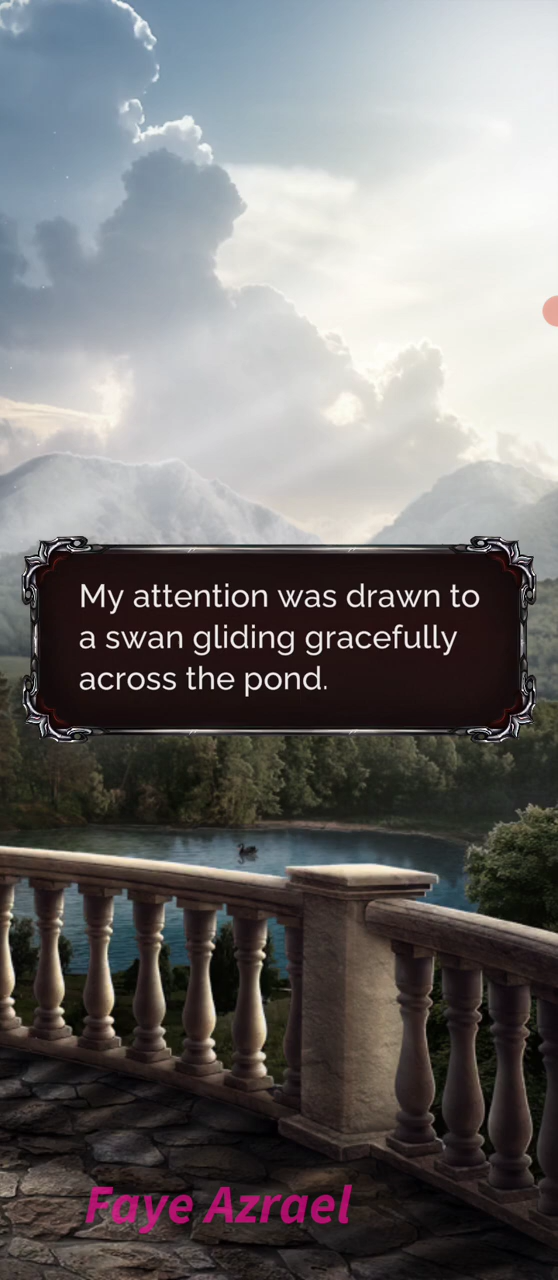 My attention was drawn to
a swan gliding gracefully
across the pond.
Faye Azrael